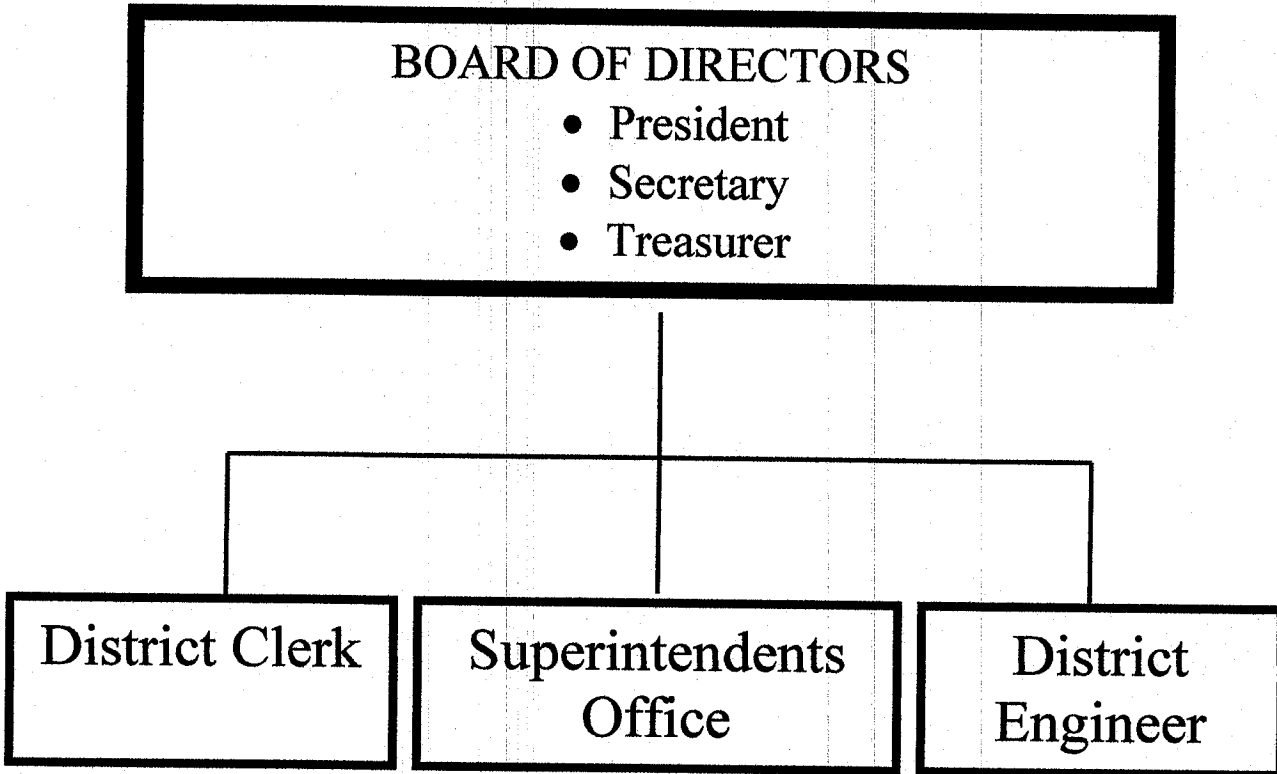 BOARD OF DIRECTORS
• President
• Secretary
• Treasurer
District Clerk
Superintendents
Office
District
Engineer